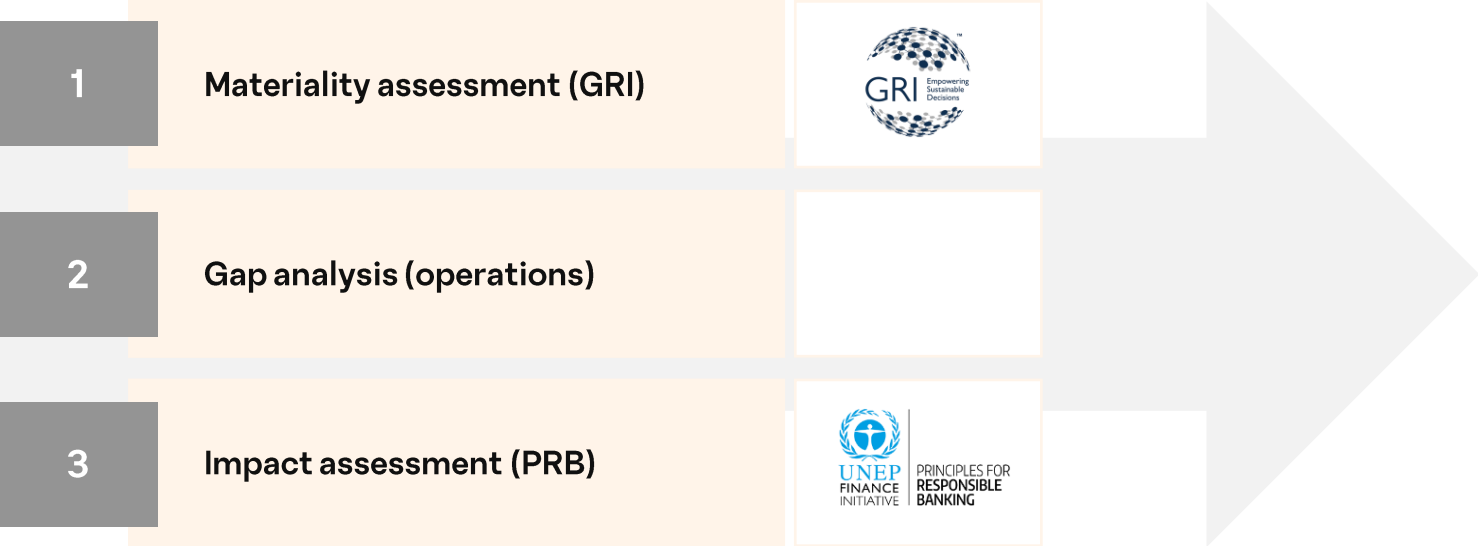 1
Materiality assessment (GRI)
GRI
Empowering
Sustainable
Decisions
™
2
Gap analysis (operations)
3
Impact assessment (PRB)
UNEP
FINANCE
INITIATIVE
PRINCIPLES FOR
RESPONSIBLE
BANKING